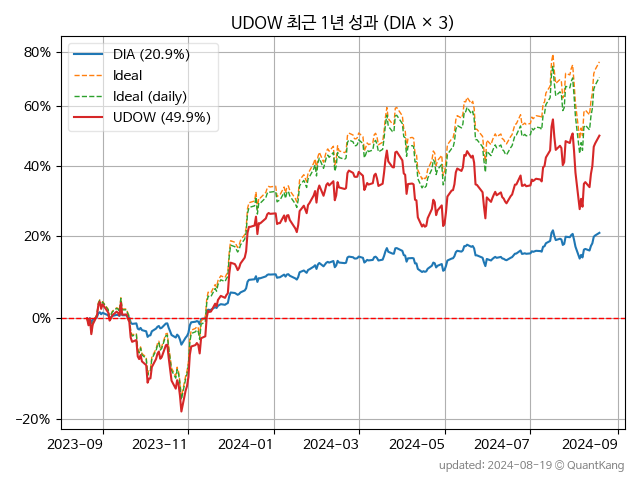 UDOW 최근 1년 성과 (DIA × 3)
DIA (20.9%)
Ideal
Ideal (daily)
UDOW (49.9%)
80%
60%
40%
20%
0%
−20%
2023-09 2023-11 2024-01 2024-03 2024-05 2024-07 2024-09
updated: 2024-08-19 © QuantKang